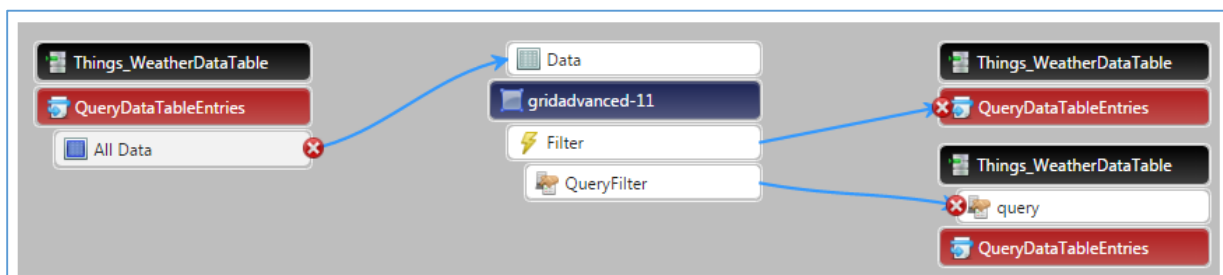 Things_WeatherDataTable
QueryDataTableEntries
All Data
Data
gridadvanced-11
Filter
QueryFilter
Things_WeatherDataTable
QueryDataTableEntries
Things_WeatherDataTable
query
QueryDataTableEntries